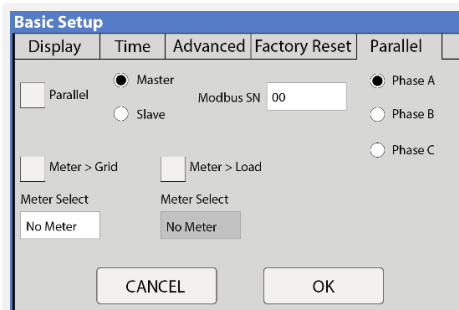 Basic Setup
Display Time Advanced Factory Reset Parallel
Parallel
Master
Slave
Modbus SN 00
Phase A
Phase B
Phase C
Meter > Grid
Meter > Load
Meter Select
Meter Select
No Meter
No Meter
CANCEL
OK